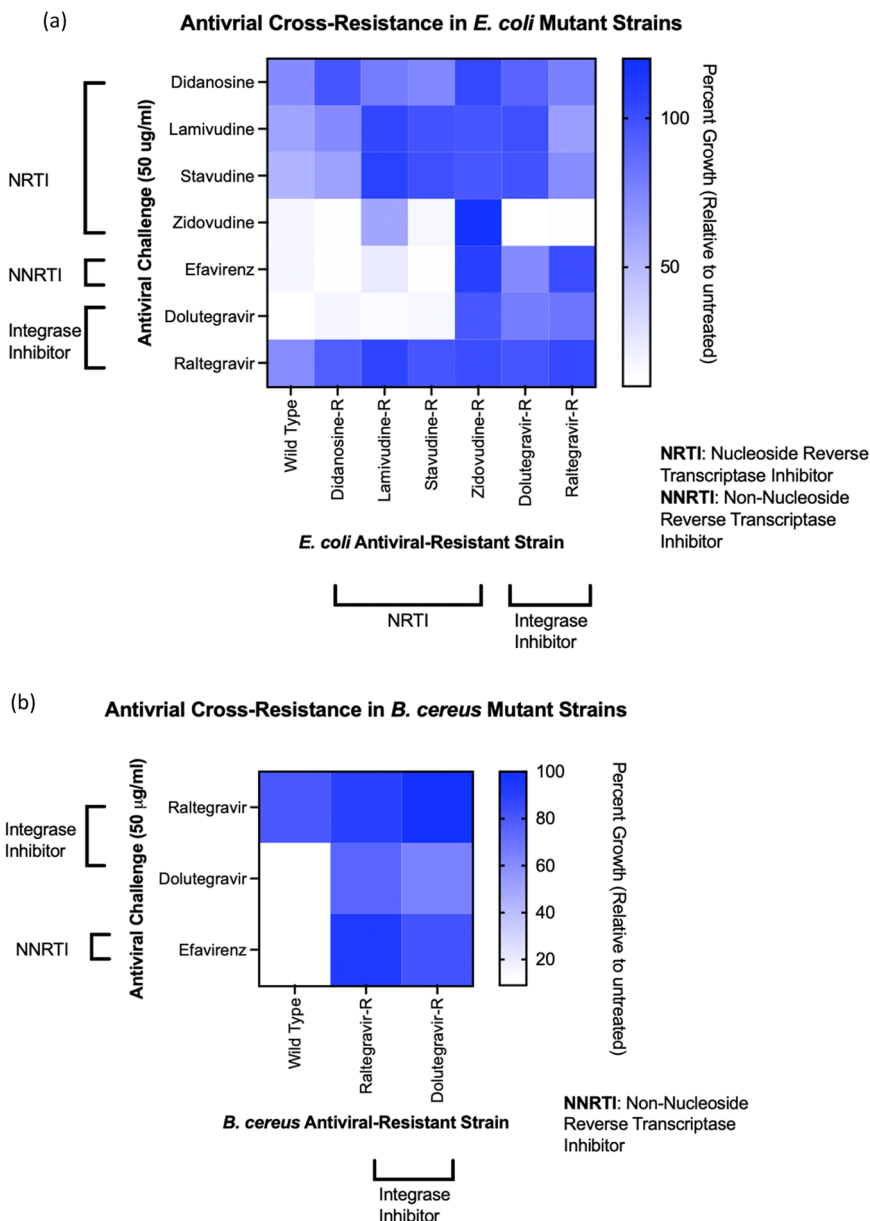 (a)
Antivrial Cross-Resistance in E. coli Mutant Strains
NRTI
NNRTI
Integrase
Inhibitor
Antiviral Challenge (50 ug/ml)
Didanosine
Lamivudine
Stavudine
Zidovudine
Efavirenz
Dolutegravir
Raltegravir
Wild Type
Didanosine-R
Lamivudine-R
Stavudine-R
Zidovudine-R
Dolutegravir-R
Raltegravir-R
E. coli Antiviral-Resistant Strain
NRTI
Integrase
Inhibitor
100
50
Percent Growth (Relative to untreated)
NRTI: Nucleoside Reverse
Transcriptase Inhibitor
NNRTI: Non-Nucleoside
Reverse Transcriptase
Inhibitor
(b)
Antivrial Cross-Resistance in B. cereus Mutant Strains
Integrase
Inhibitor
NNRTI
Antiviral Challenge (50 µg/ml)
Raltegravir
Dolutegravir
Efavirenz
Wild Type
Raltegravir-R
Dolutegravir-R
B. cereus Antiviral-Resistant Strain
Integrase
Inhibitor
100
80
60
40
20
Percent Growth (Relative to untreated)
NNRTI: Non-Nucleoside
Reverse Transcriptase
Inhibitor